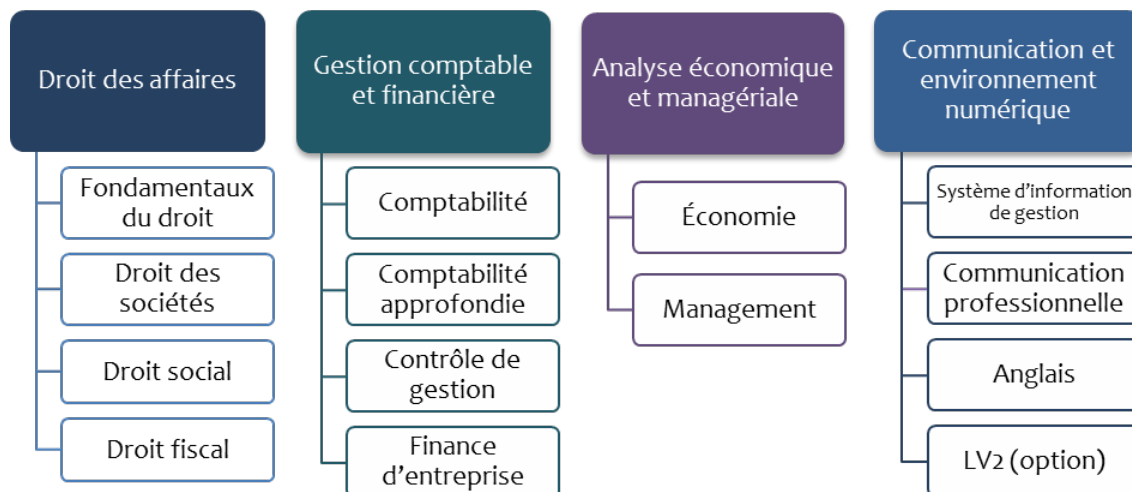 Droit des affaires
Fondamentaux
du droit
Droit des
sociétés
Droit social
Droit fiscal
Gestion comptable
et financière
Comptabilité
Comptabilité
approfondie
Contrôle de
gestion
Finance
d’entreprise
Analyse économique
et managériale
Économie
Management
Communication et
environnement
numérique
Système d’information
de gestion
Communication
professionnelle
Anglais
LV2 (option)